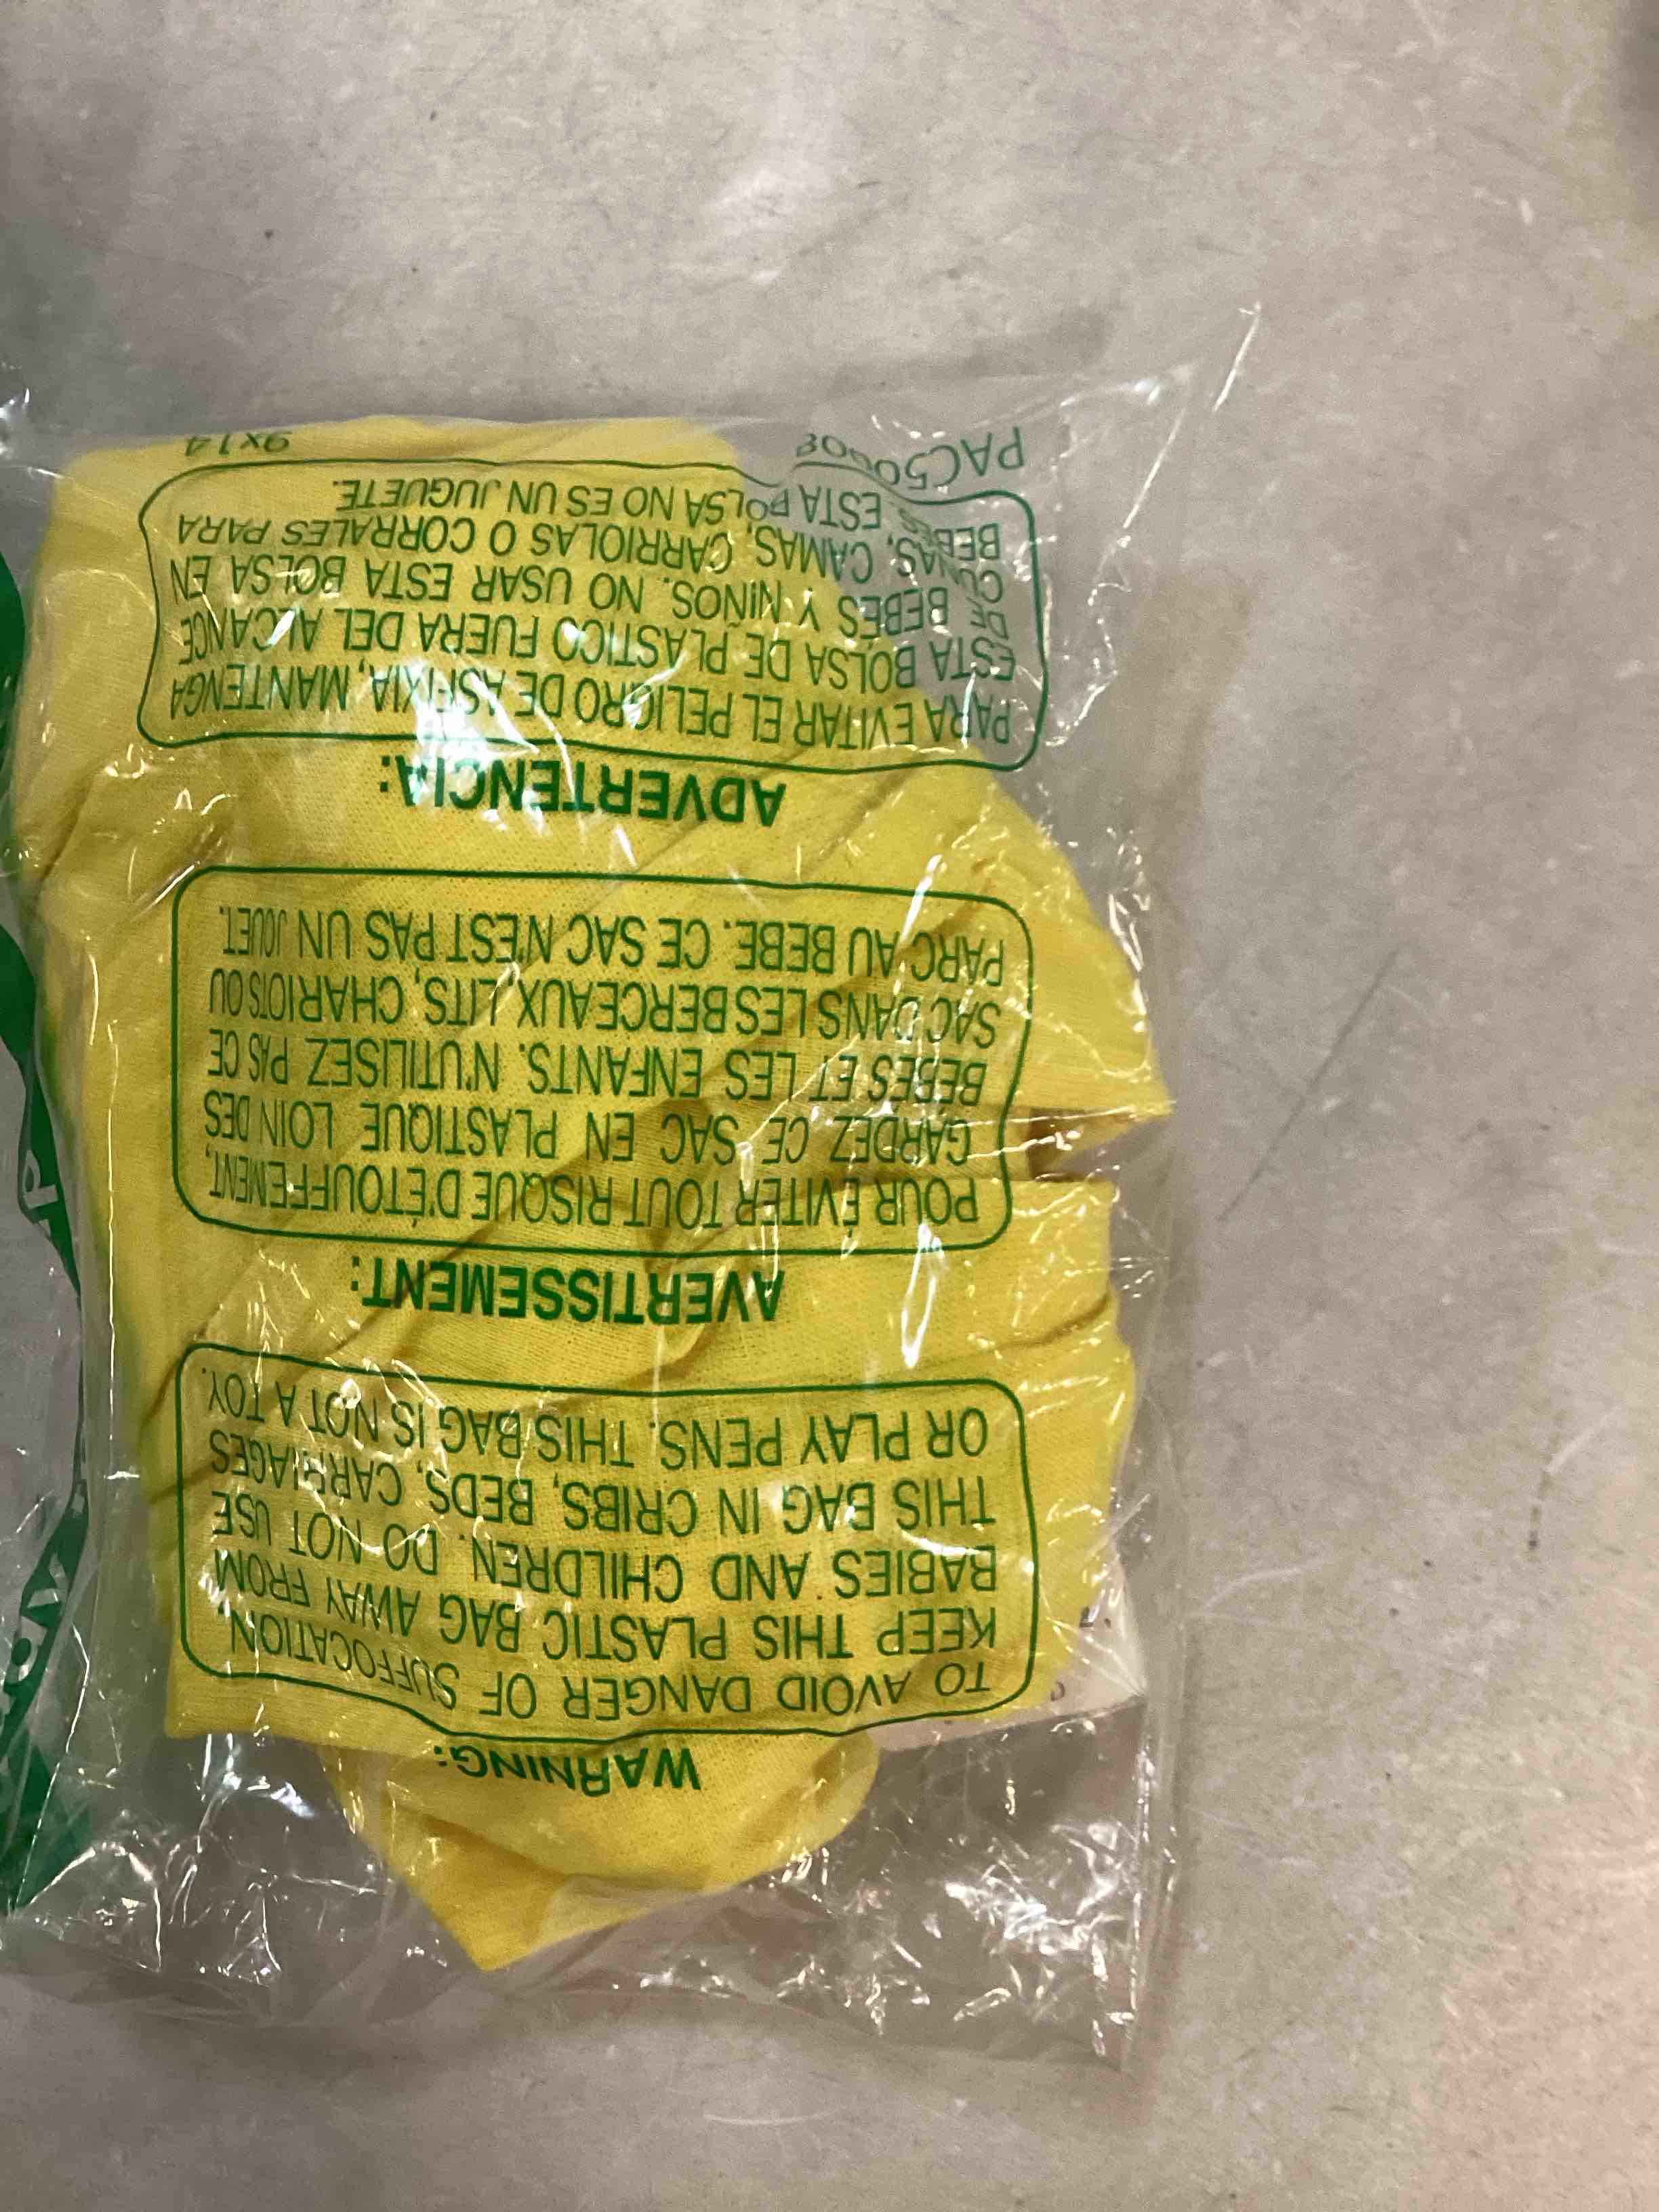 WARNING:
TO AVOID DANGER OF SUFFOCATION,
KEEP THIS PLASTIC BAG AWAY FROM
BABIES AND CHILDREN. DO NOT USE
THIS BAG IN CRIBS, BEDS, CARRIAGES
OR PLAY PENS. THIS BAG IS NOT A TOY.
AVERTISSEMENT:
POUR ÉVITER TOUT RISQUE D'ÉTOUFFEMENT,
GARDEZ CE SAC EN PLASTIQUE LOIN DES
BEBES ET LES ENFANTS. N'UTILISEZ PAS CE
SAC DANS LES BERCEAUX, LITS, CHARIOTS OU
PARC AU BEBE. CE SAC N'EST PAS UN JOUET.
ADVERTENCIA:
PARA EVITAR EL PELIGRO DE ASFIXIA, MANTENGA
ESTA BOLSA DE PLASTICO FUERA DEL ALCANCE
DE BEBES Y NINOS. NO USAR ESTA BOLSA EN
CUNAS, CAMAS, CARRIOLAS O CORRALES PARA
BEBES. ESTA BOLSA NO ES UN JUGUETE.
PAC50008 9x14